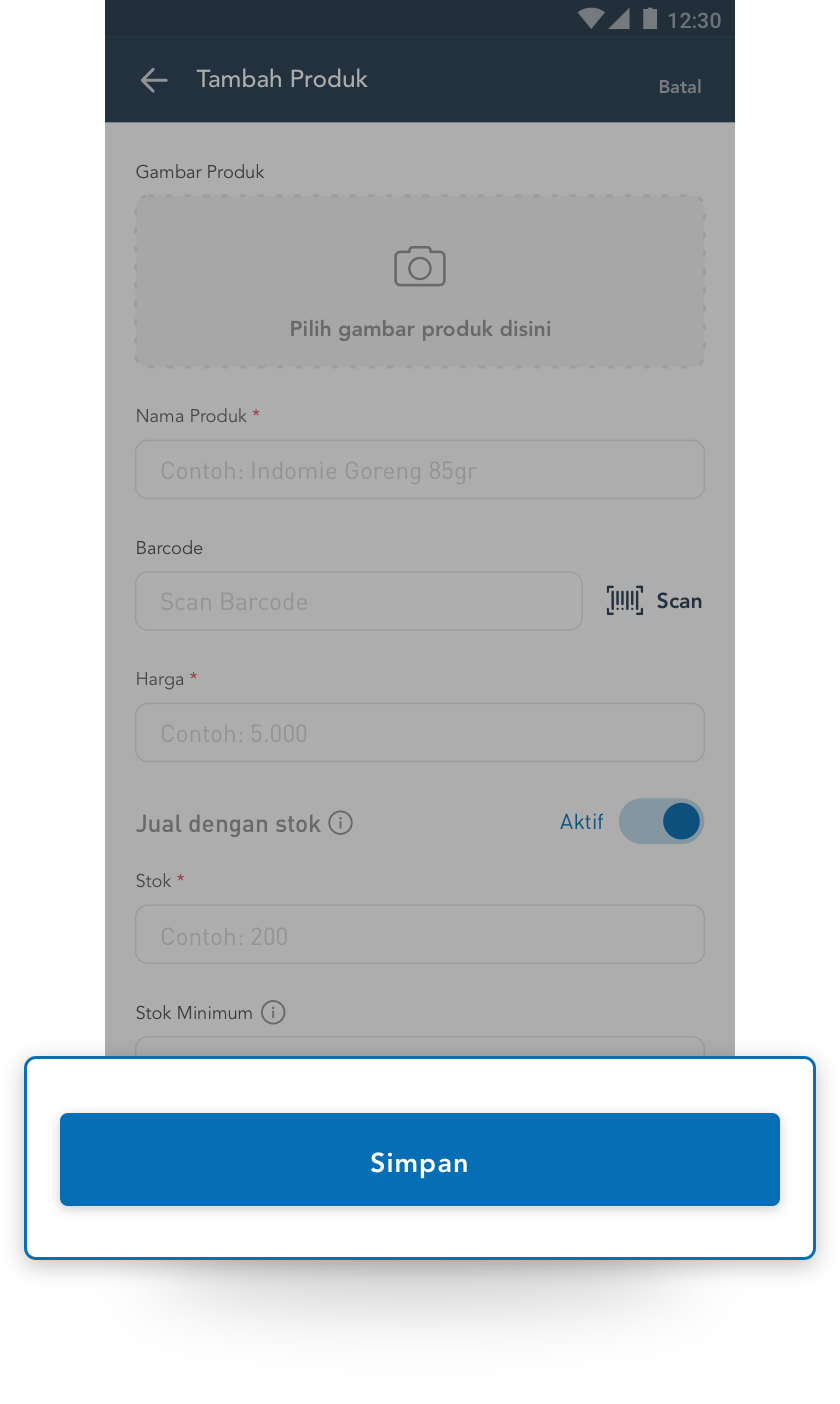 12:30
Tambah Produk
Batal
Gambar Produk
Pilih gambar produk disini
Nama Produk *
Contoh: Indomie Goreng 85gr
Barcode
Scan Barcode
Scan
Harga *
Contoh: 5.000
Jual dengan stok
Aktif
Stok *
Contoh: 200
Stok Minimum
Simpan